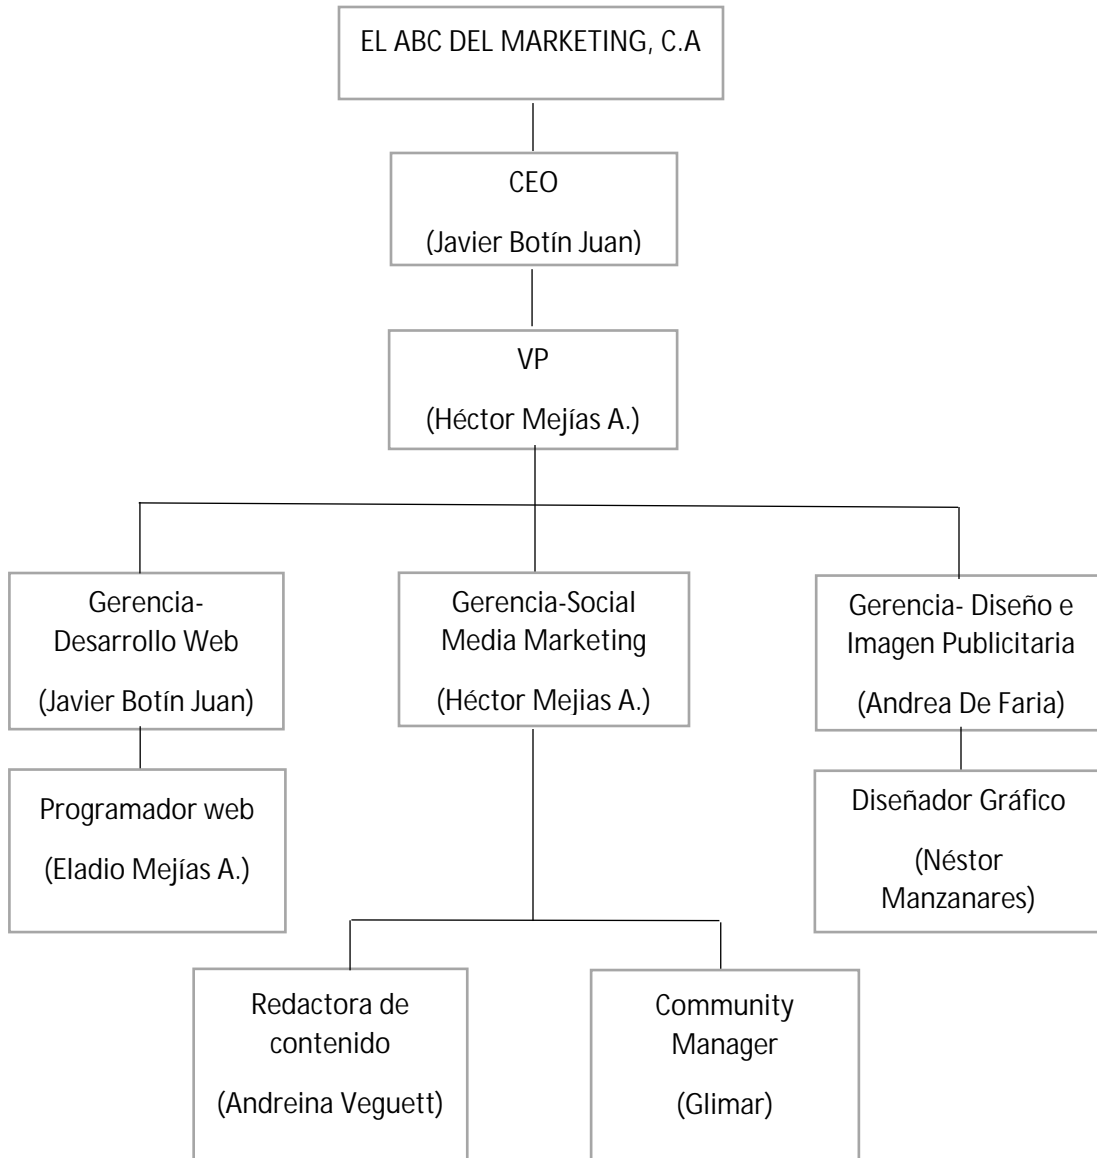 EL ABC DEL MARKETING, C.A
CEO
(Javier Botín Juan)
VP
(Héctor Mejías A.)
Gerencia-
Desarrollo Web
(Javier Botín Juan)
Gerencia-Social
Media Marketing
(Héctor Mejias A.)
Gerencia- Diseño e
Imagen Publicitaria
(Andrea De Faria)
Programador web
(Eladio Mejías A.)
Diseñador Gráfico
(Néstor
Manzanares)
Redactora de
contenido
(Andreina Veguett)
Community
Manager
(Glimar)